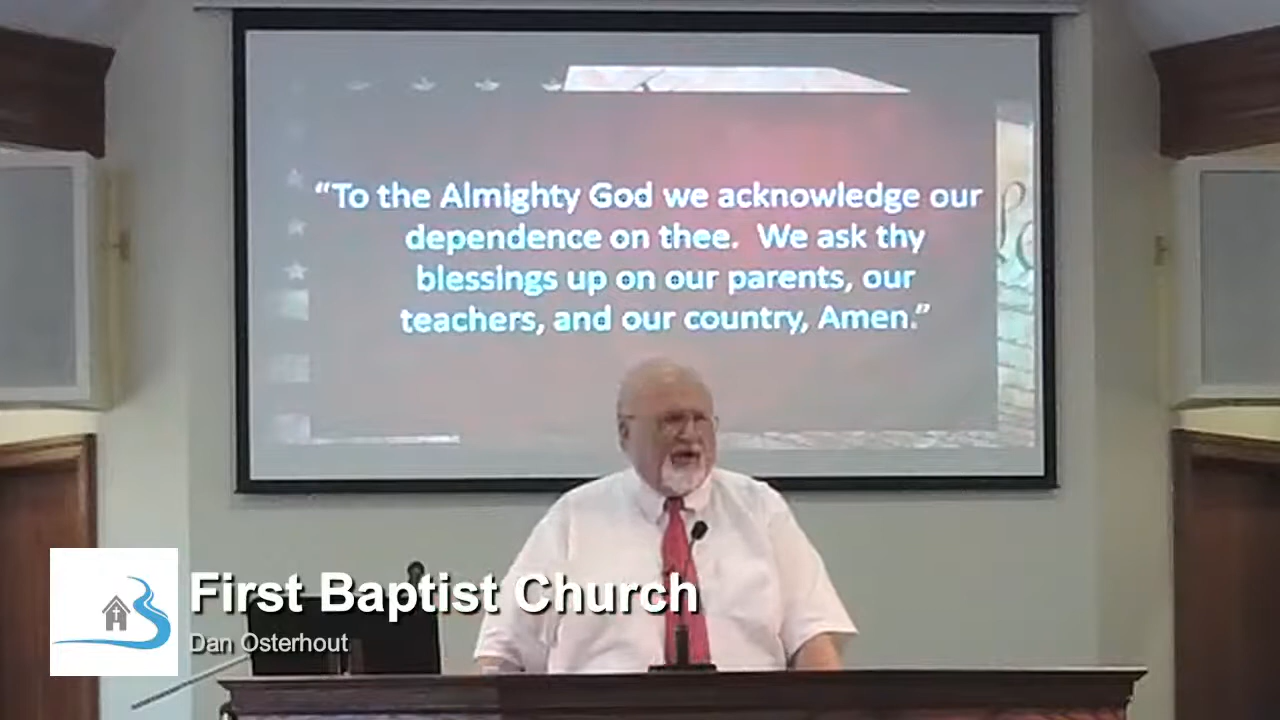 “To the Almighty God we acknowledge our
dependence on thee.  We ask thy
blessings up on our parents, our
teachers, and our country, Amen.”
First Baptist Church
Dan Osterhout